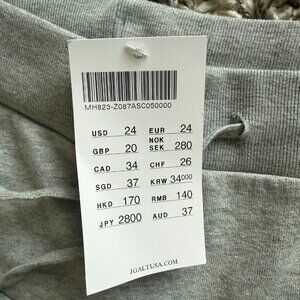 MH823-Z087ASC050000
USD 24 EUR 24
GBP 20 NOK SEK 280
CAD 34 CHF 26
SGD 37 KRW 34000
HKD 170 RMB 140
JPY 2800 AUD 37
JGALTUSA.COM